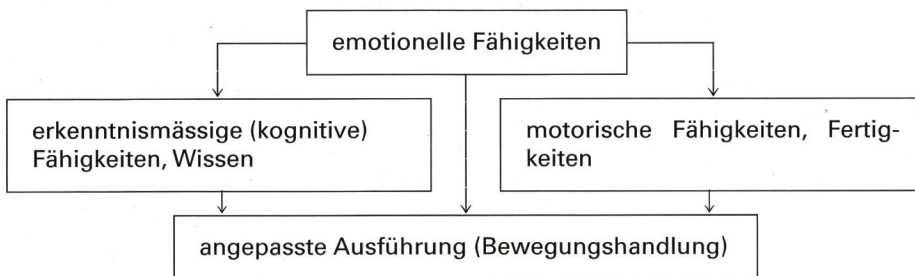 emotionelle Fähigkeiten
erkenntnismässige (kognitive)
Fähigkeiten, Wissen
motorische Fähigkeiten, Fertig-
keiten
angepasste Ausführung (Bewegungshandlung)